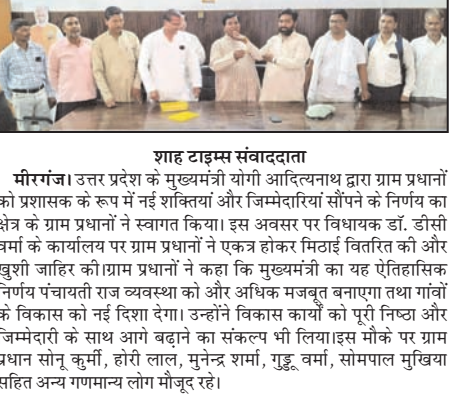 शाह टाइम्स संवाददाता
मीरगंज। उत्तर प्रदेश के मुख्यमंत्री योगी आदित्यनाथ द्वारा ग्राम प्रधानों
को प्रशासक के रूप में नई शक्तियां और जिम्मेदारियां सौंपने के निर्णय का
क्षेत्र के ग्राम प्रधानों ने स्वागत किया। इस अवसर पर विधायक डॉ. डीसी
वर्मा के कार्यालय पर ग्राम प्रधानों ने एकत्र होकर मिठाई वितरित की और
खुशी जाहिर की।ग्राम प्रधानों ने कहा कि मुख्यमंत्री का यह ऐतिहासिक
निर्णय पंचायती राज व्यवस्था को और अधिक मजबूत बनाएगा तथा गांवों
के विकास को नई दिशा देगा। उन्होंने विकास कार्यों को पूरी निष्ठा और
जिम्मेदारी के साथ आगे बढ़ाने का संकल्प भी लिया।इस मौके पर ग्राम
प्रधान सोनू कुर्मी, होरी लाल, मुनेन्द्र शर्मा, गुड्डू वर्मा, सोमपाल मुखिया
सहित अन्य गणमान्य लोग मौजूद रहे।